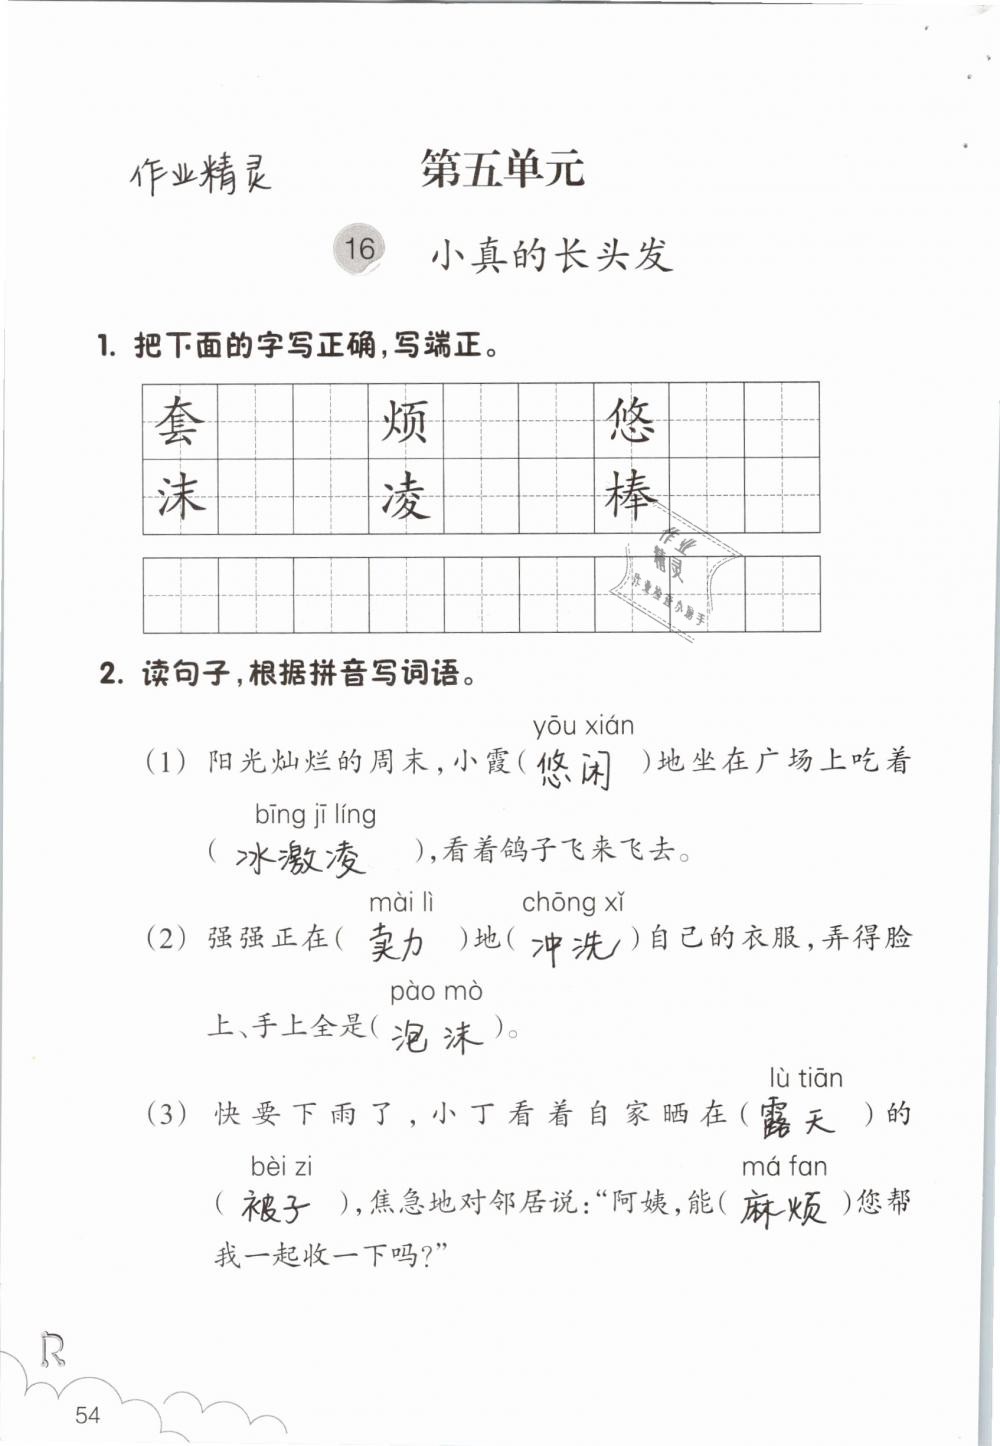 作业精灵
第五单元
16 小真的长头发
1. 把下面的字写正确,写端正。
套 烦 悠
沫 凌 棒
作业
精灵
作业检查小助手
2. 读句子,根据拼音写词语。
yōu xián
(1) 阳光灿烂的周末,小霞( 悠闲 )地坐在广场上吃着
bīng jī líng
( 冰激凌 ),看着鸽子飞来飞去。
mài lì chōng xǐ
(2) 强强正在( 卖力 )地( 冲洗 )自己的衣服,弄得脸
pào mò
上、手上全是( 泡沫 )。
lù tiān
(3) 快要下雨了,小丁看着自家晒在( 露天 )的
bèi zi má fan
( 被子 ),焦急地对邻居说:“阿姨,能( 麻烦 )您帮
我一起收一下吗?”
R
54